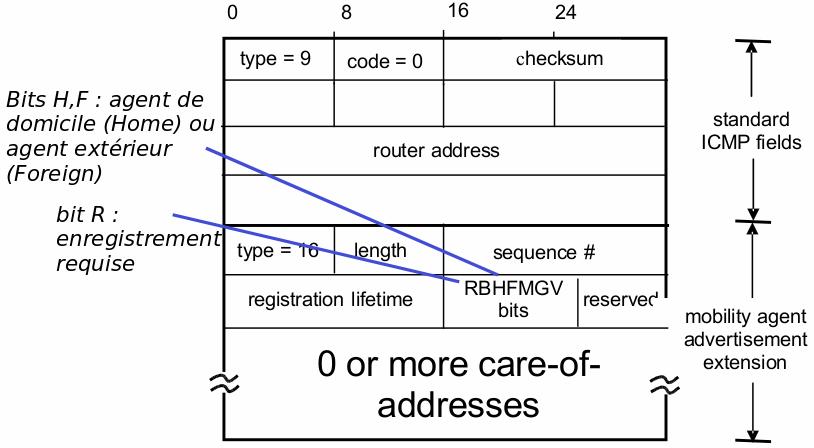 0 8 16 24
type = 9 code = 0 checksum
Bits H,F : agent de
domicile (Home) ou
agent extérieur
(Foreign)
router address
standard
ICMP fields
bit R :
enregistrement
requise
type = 16 length sequence #
registration lifetime RBHFMGV
bits reserved
mobility agent
advertisement
extension
0 or more care-of-
addresses